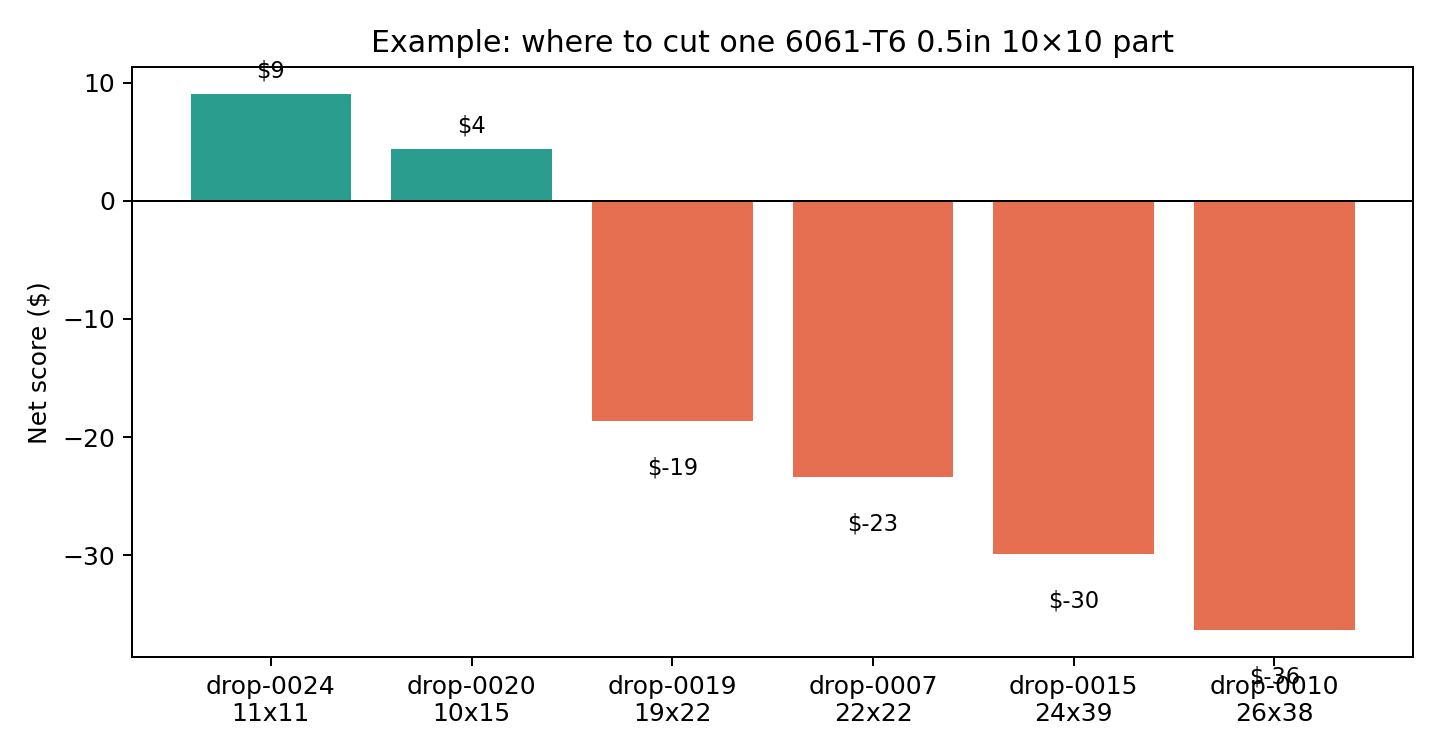 Example: where to cut one 6061-T6 0.5in 10×10 part
Net score ($)
10
0
−10
−20
−30
$9
$4
$-19
$-23
$-30
$-36
drop-0024
11x11
drop-0020
10x15
drop-0019
19x22
drop-0007
22x22
drop-0015
24x39
drop-0010
26x38